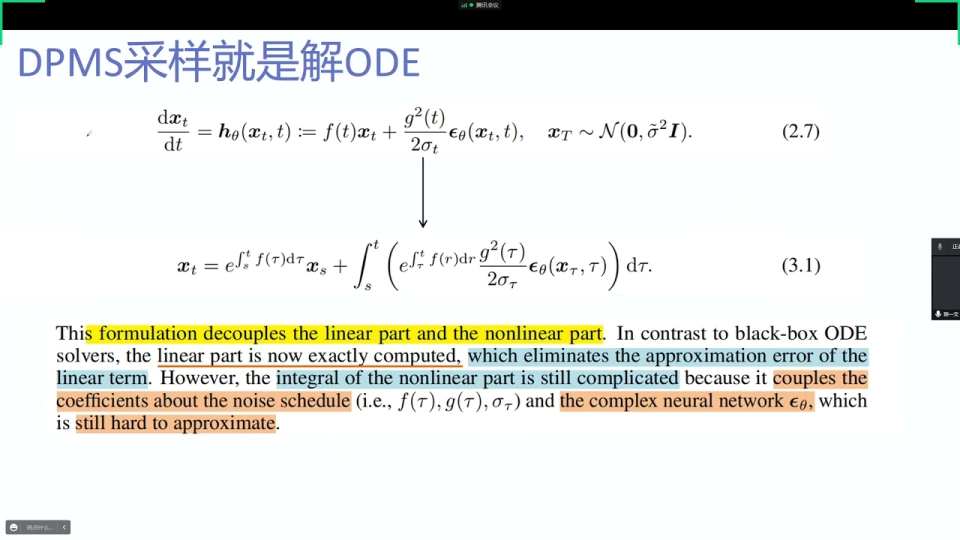 腾讯会议
DPMS采样就是解ODE
dx_t/dt = h_θ(x_t, t) := f(t)x_t + g²(t)/2σ_t ϵ_θ(x_t, t), x_T ∼ N(0, σ̃²I). (2.7)
x_t = e^{∫_s^t f(τ)dτ} x_s + ∫_s^t ( e^{∫_τ^t f(r)dr} g²(τ)/2σ_τ ϵ_θ(x_τ, τ) ) dτ. (3.1)
This formulation decouples the linear part and the nonlinear part. In contrast to black-box ODE
solvers, the linear part is now exactly computed, which eliminates the approximation error of the
linear term. However, the integral of the nonlinear part is still complicated because it couples the
coefficients about the noise schedule (i.e., f(τ), g(τ), σ_τ) and the complex neural network ϵ_θ, which
is still hard to approximate.